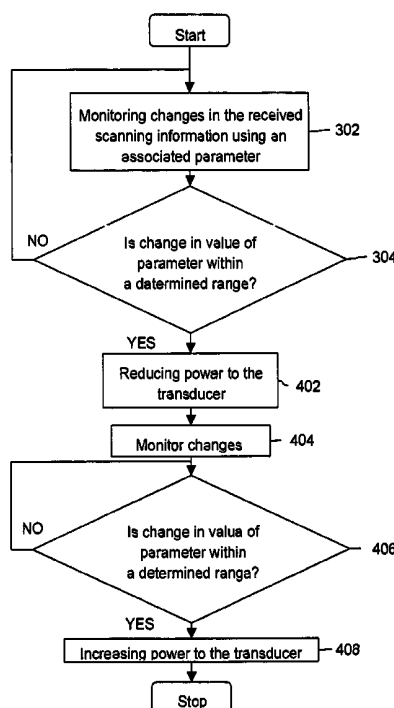 Start
Monitoring changes in the received
scanning information using an
associated parameter
302
NO
Is change in value of
parameter within
a determined range?
304
YES
Reducing power to the
transducer
402
Monitor changes
404
NO
Is change in valua of
parameter within
a determined ranga?
406
YES
Increasing power to the transducer
408
Stop